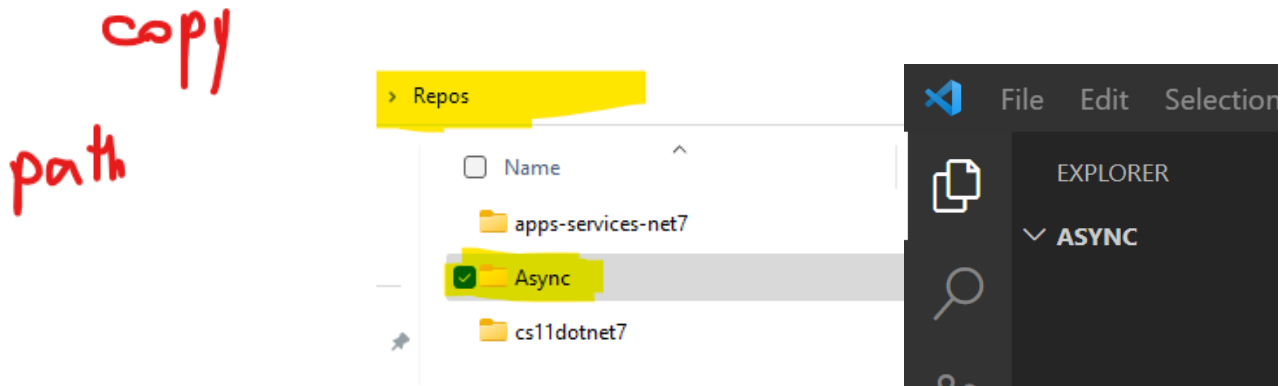 copy
path
Repos
Name
apps-services-net7
Async
cs11dotnet7
File Edit Selection
EXPLORER
ASYNC